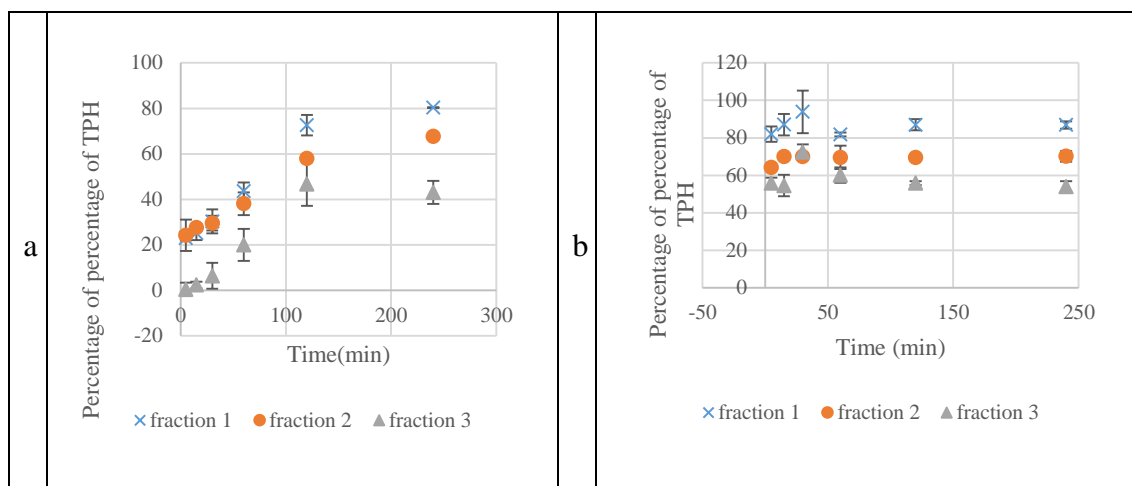 a
Percentage of percentage of TPH
100
80
60
40
20
0
-20
0
100
200
300
Time(min)
fraction 1
fraction 2
fraction 3
b
Percentage of percentage of
TPH
120
100
80
60
40
20
0
-50
50
150
250
Time (min)
fraction 1
fraction 2
fraction 3